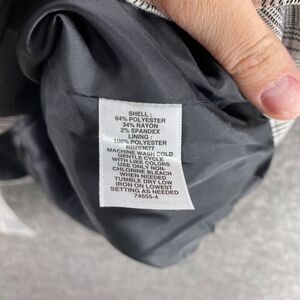 SHELL :
64% POLYESTER
34% RAYON
2% SPANDEX
LINING :
100% POLYESTER
MACHINE WASH COLD
GENTLE CYCLE
WITH LIKE COLORS
USE ONLY NON-
CHLORINE BLEACH
WHEN NEEDED
TUMBLE DRY LOW
IRON ON LOWEST
SETTING AS NEEDED
74555-4